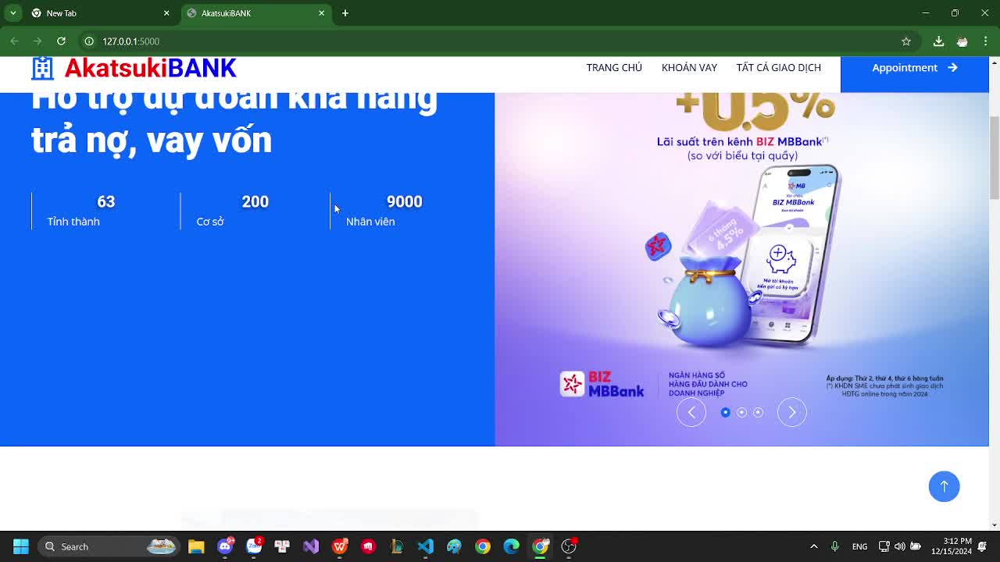 New Tab
AkatsukiBANK
127.0.0.1:5000
AkatsukiBANK
TRANG CHỦ
KHOẢN VAY
TẤT CẢ GIAO DỊCH
Appointment
Hỗ trợ dự đoán khả năng
trả nợ, vay vốn
63
Tỉnh thành
200
Cơ sở
9000
Nhân viên
+0.5%
Lãi suất trên kênh BIZ MBBank(*)
(so với biểu tại quầy)
MB
BIZ MBBank
6 tháng
4,5%
Mở tài khoản
tiền gửi có kỳ hạn
BIZ
MBBank
NGÂN HÀNG SỐ
HÀNG ĐẦU DÀNH CHO
DOANH NGHIỆP
Áp dụng: Thứ 2, thứ 4, thứ 6 hàng tuần
(*) KHDN SME chưa phát sinh giao dịch
HĐTG online trong năm 2024
Search
9+
Zalo
2
ENG
3:12 PM
12/15/2024